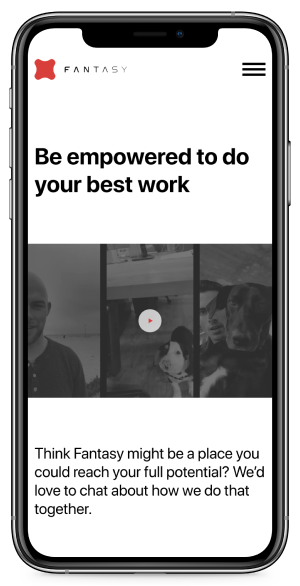 FANTASY
Be empowered to do
your best work
Think Fantasy might be a place you
could reach your full potential? We'd
love to chat about how we do that
together.